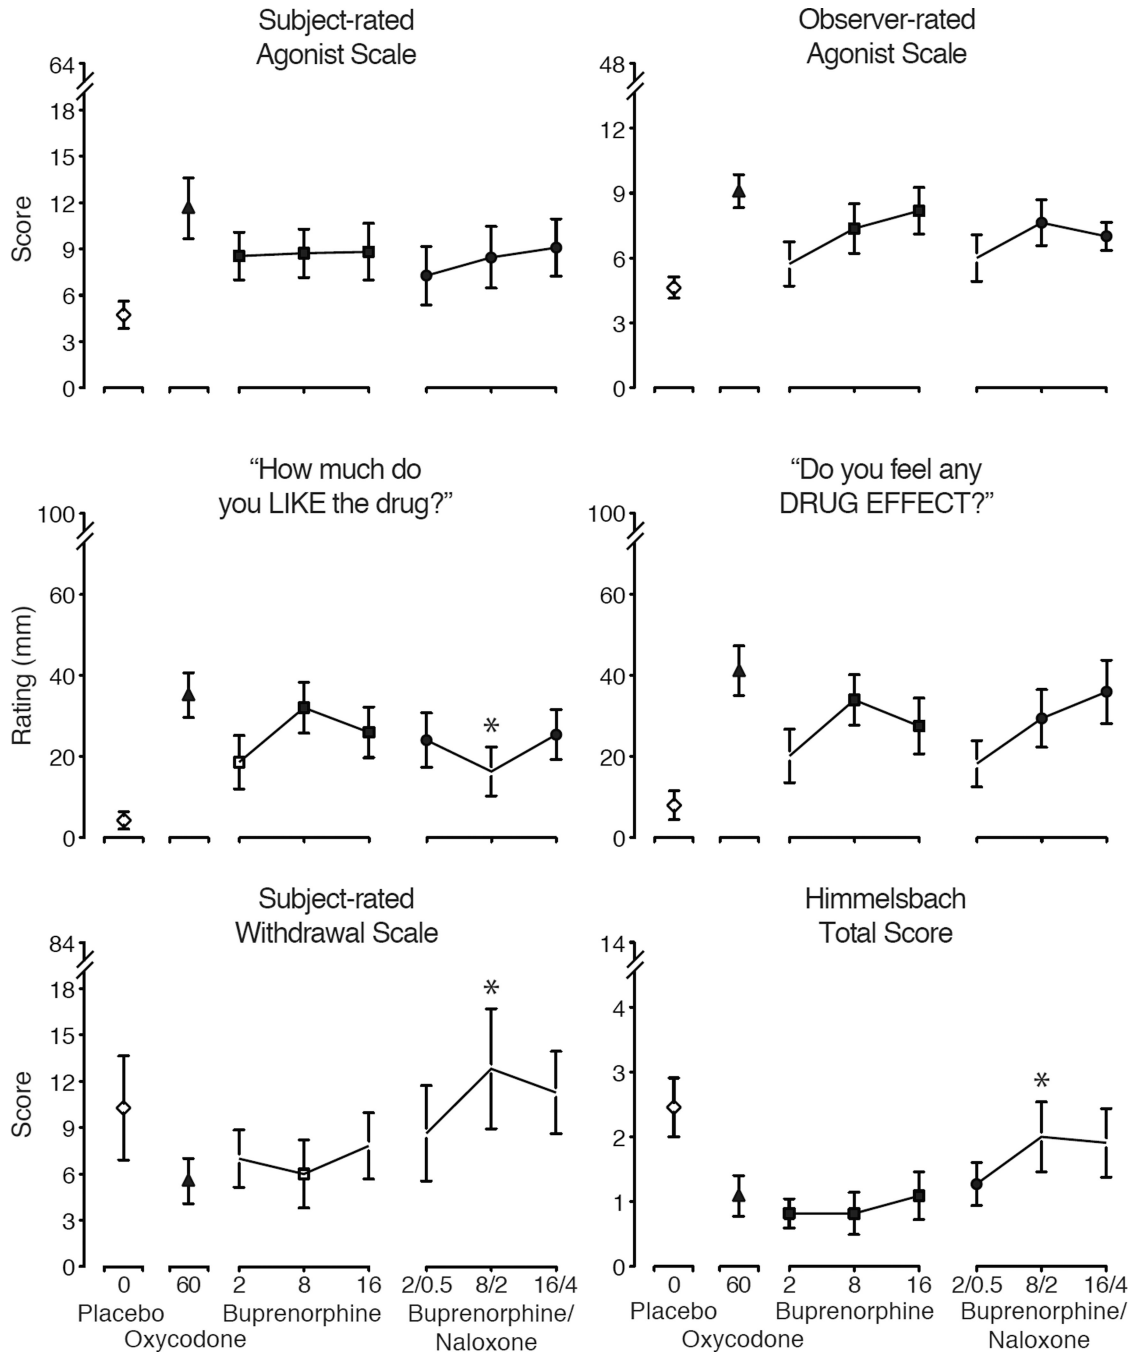 Subject-rated
Agonist Scale
Observer-rated
Agonist Scale
64
18
15
12
9
6
3
0
Score
48
12
9
6
3
0
“How much do
you LIKE the drug?”
“Do you feel any
DRUG EFFECT?”
100
60
40
20
0
Rating (mm)
*
100
60
40
20
0
Subject-rated
Withdrawal Scale
Himmelsbach
Total Score
84
18
15
12
9
6
3
0
Score
*
14
4
3
2
1
0
*
0 60 2 8 16 2/0.5 8/2 16/4
Placebo Buprenorphine Buprenorphine/
Oxycodone Naloxone
0 60 2 8 16 2/0.5 8/2 16/4
Placebo Buprenorphine Buprenorphine/
Oxycodone Naloxone